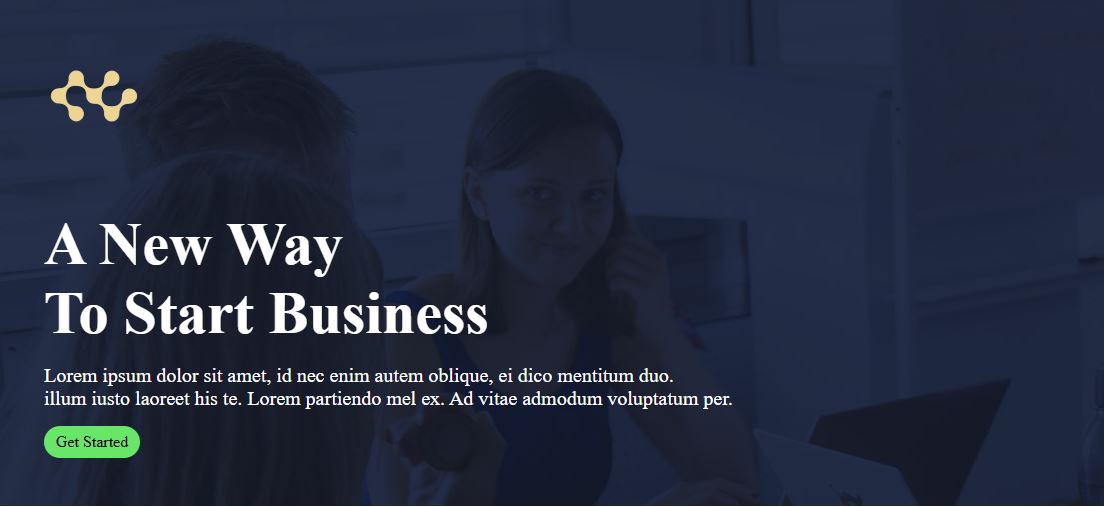 A New Way
To Start Business
Lorem ipsum dolor sit amet, id nec enim autem oblique, ei dico mentitum duo.
illum iusto laoreet his te. Lorem partiendo mel ex. Ad vitae admodum voluptatum per.
Get Started